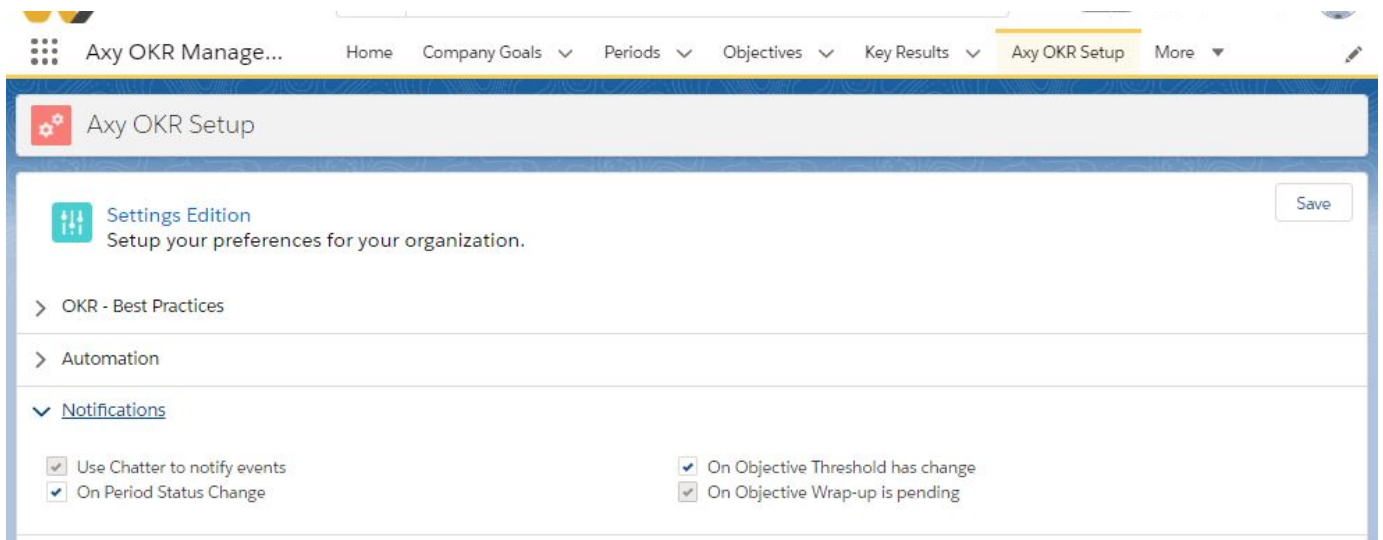 Axy OKR Manage... Home Company Goals Periods Objectives Key Results Axy OKR Setup More
Axy OKR Setup
Settings Edition
Save
Setup your preferences for your organization.
OKR - Best Practices
Automation
Notifications
Use Chatter to notify events On Objective Threshold has change
On Period Status Change On Objective Wrap-up is pending